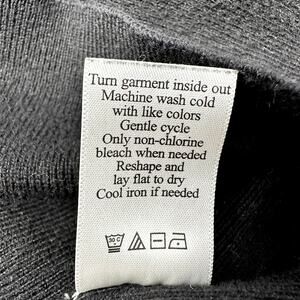 Turn garment inside out
Machine wash cold
with like colors
Gentle cycle
Only non-chlorine
bleach when needed
Reshape and
lay flat to dry
Cool iron if needed
30 C